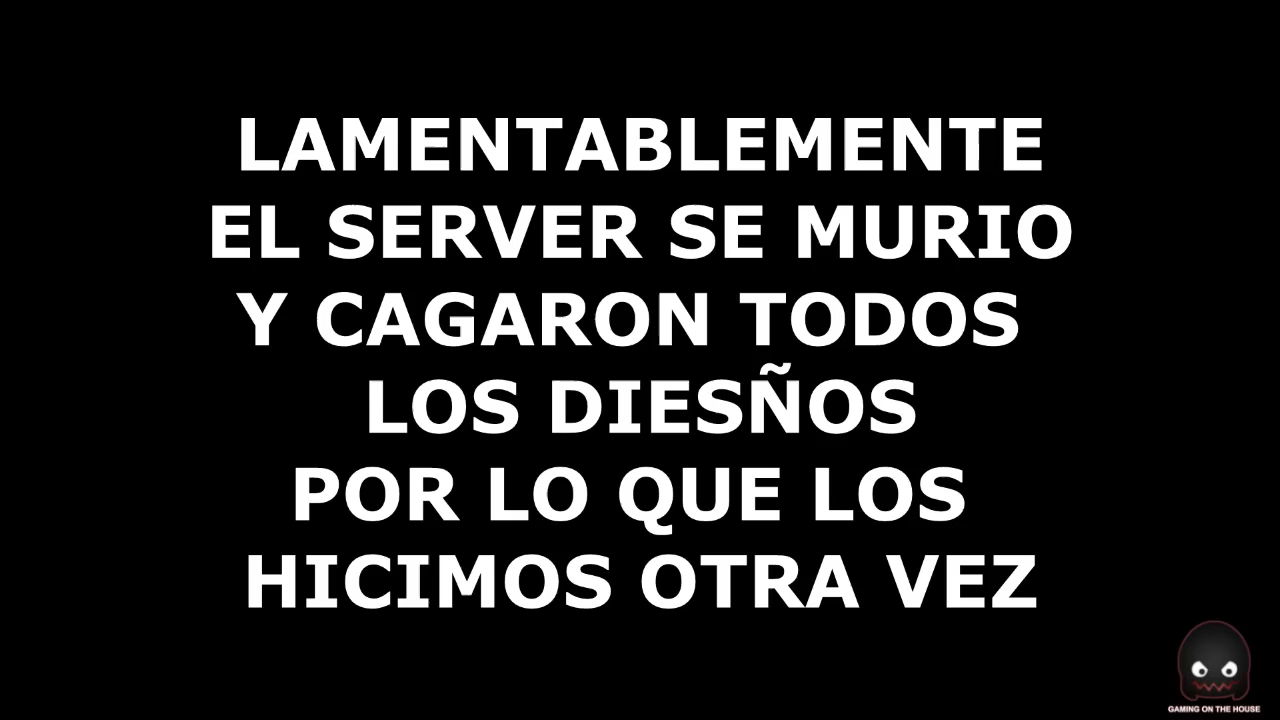 LAMENTABLEMENTE
EL SERVER SE MURIO
Y CAGARON TODOS
LOS DIESÑOS
POR LO QUE LOS
HICIMOS OTRA VEZ
GAMING ON THE HOUSE